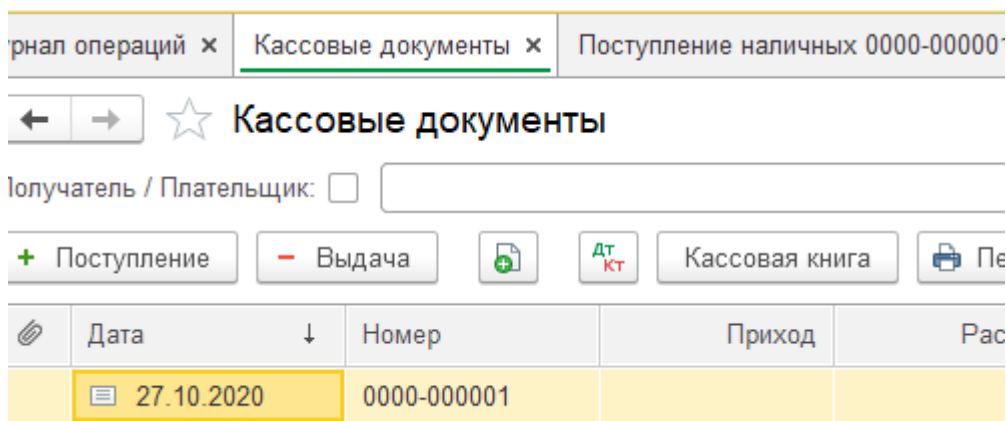 рнал операций × Кассовые документы × Поступление наличных 0000-00000
Кассовые документы
Получатель / Плательщик:
+ Поступление − Выдача Дт Кт Кассовая книга Пе
Дата ↓ Номер Приход Рас
27.10.2020 0000-000001